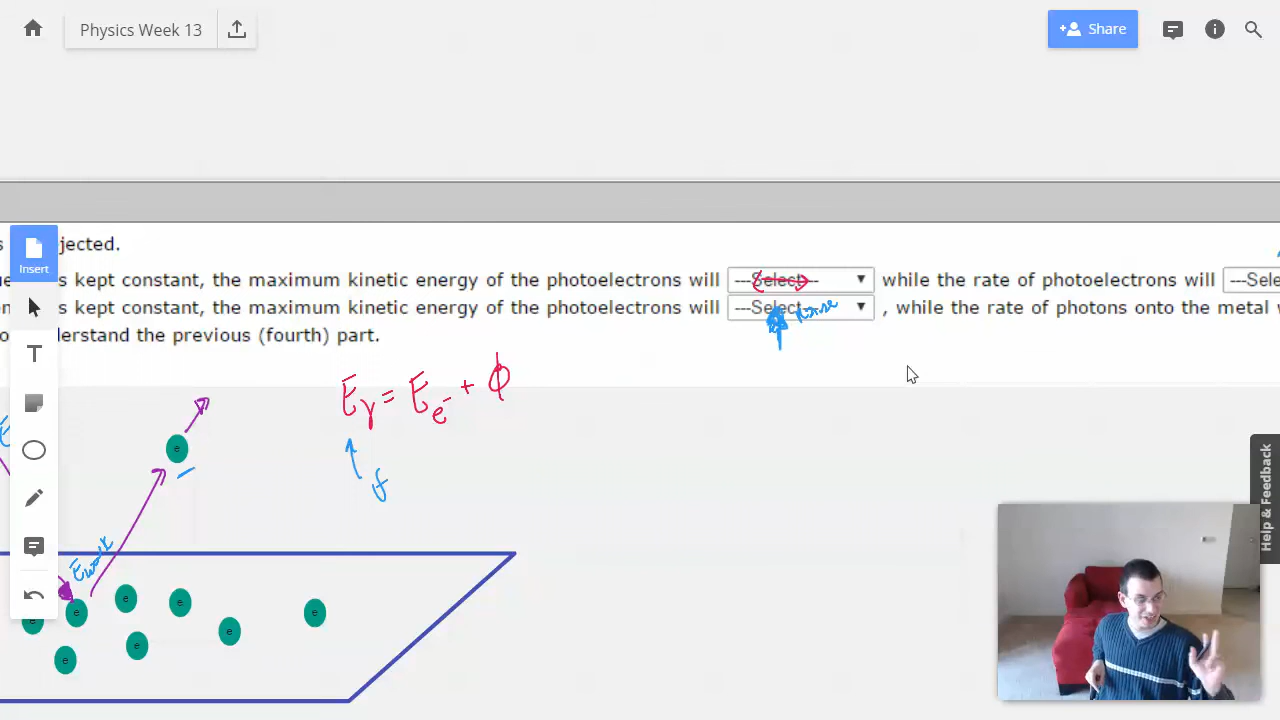 Physics Week 13
Share
s
jected.
s kept constant, the maximum kinetic energy of the photoelectrons will ---Select--- while the rate of photoelectrons will ---Sele
s kept constant, the maximum kinetic energy of the photoelectrons will ---Select , while the rate of photons onto the metal
derstand the previous (fourth) part.
Insert
T
Eγ = Ee- + ϕ
f
E
Ework
e
e
e
e
e
e
e
e
e
Help & Feedback